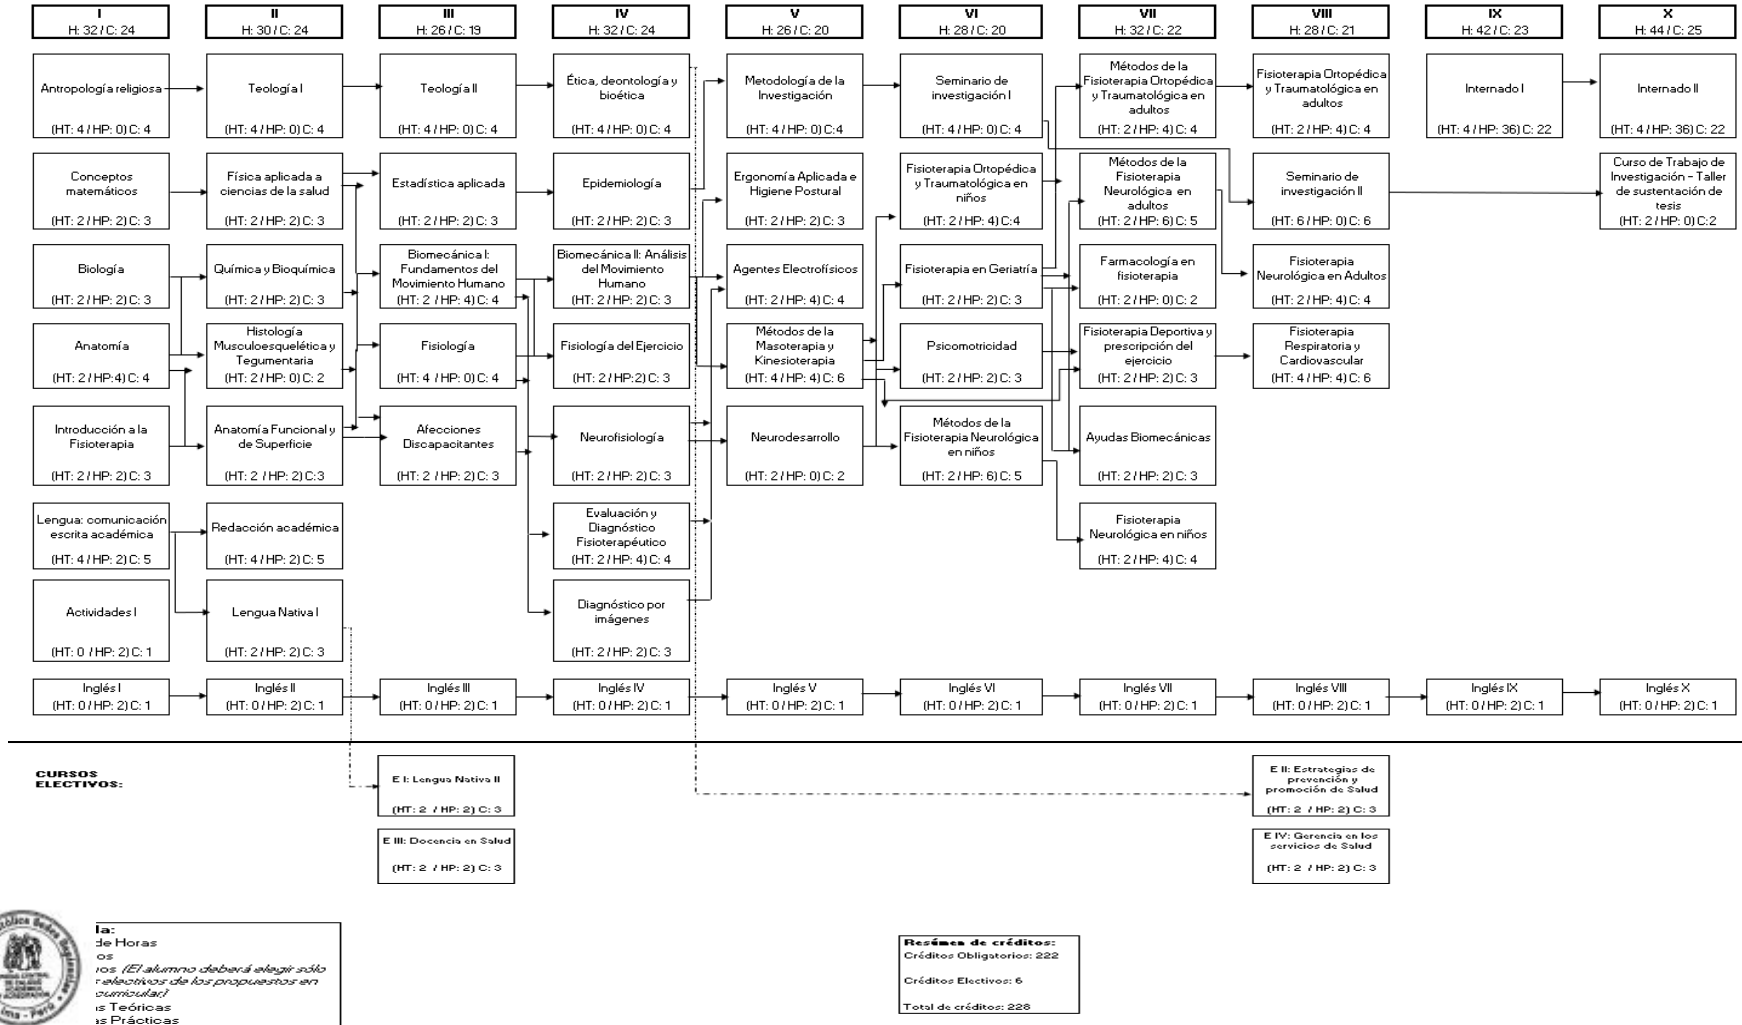 I
H: 32 / C: 24
II
H: 30 / C: 24
III
H: 26 / C: 19
IV
H: 32 / C: 24
V
H: 26 / C: 20
VI
H: 28 / C: 20
VII
H: 32 / C: 22
VIII
H: 28 / C: 21
IX
H: 42 / C: 23
X
H: 44 / C: 25
Antropología religiosa
(HT: 4 / HP: 0) C: 4
Teología I
(HT: 4 / HP: 0) C: 4
Teología II
(HT: 4 / HP: 0) C: 4
Ética, deontología y
bioética
(HT: 4 / HP: 0) C: 4
Metodología de la
Investigación
(HT: 4 / HP: 0) C: 4
Seminario de
investigación I
(HT: 4 / HP: 0) C: 4
Métodos de la
Fisioterapia Ortopédica
y Traumatológica en
adultos
(HT: 2 / HP: 4) C: 4
Fisioterapia Ortopédica
y Traumatológica en
adultos
(HT: 2 / HP: 4) C: 4
Internado I
(HT: 4 / HP: 36) C: 22
Internado II
(HT: 4 / HP: 36) C: 22
Conceptos
matemáticos
(HT: 2 / HP: 2) C: 3
Física aplicada a
ciencias de la salud
(HT: 2 / HP: 2) C: 3
Estadística aplicada
(HT: 2 / HP: 2) C: 3
Epidemiología
(HT: 2 / HP: 2) C: 3
Ergonomía Aplicada e
Higiene Postural
(HT: 2 / HP: 2) C: 3
Fisioterapia Ortopédica
y Traumatológica en
niños
(HT: 2 / HP: 4) C:4
Métodos de la
Fisioterapia
Neurológica en
adultos
(HT: 2 / HP: 6) C: 5
Seminario de
investigación II
(HT: 6 / HP: 0) C: 6
Curso de Trabajo de
Investigación - Taller
de sustentación de
tesis
(HT: 2 / HP: 0) C:2
Biología
(HT: 2 / HP: 2) C: 3
Química y Bioquímica
(HT: 2 / HP: 2) C: 3
Biomecánica I:
Fundamentos del
Movimiento Humano
(HT: 2 / HP: 4) C: 4
Biomecánica II: Análisis
del Movimiento
Humano
(HT: 2 / HP: 2) C: 3
Agentes Electrofísicos
(HT: 2 / HP: 4) C: 4
Fisioterapia en Geriatría
(HT: 2 / HP: 2) C: 3
Farmacología en
fisioterapia
(HT: 2 / HP: 0) C: 2
Fisioterapia
Neurológica en Adultos
(HT: 2 / HP: 4) C: 4
Anatomía
(HT: 2 / HP:4) C: 4
Histología
Musculoesquelética y
Tegumentaria
(HT: 2 / HP: 0) C: 2
Fisiología
(HT: 4 / HP: 0) C: 4
Fisiología del Ejercicio
(HT: 2 / HP:2) C: 3
Métodos de la
Masoterapia y
Kinesioterapia
(HT: 4 / HP: 4) C: 6
Psicomotricidad
(HT: 2 / HP: 2) C: 3
Fisioterapia Deportiva y
prescripción del
ejercicio
(HT: 2 / HP: 2) C: 3
Fisioterapia
Respiratoria y
Cardiovascular
(HT: 4 / HP: 4) C: 6
Introducción a la
Fisioterapia
(HT: 2 / HP: 2) C: 3
Anatomía Funcional y
de Superficie
(HT: 2 / HP: 2) C:3
Afecciones
Discapacitantes
(HT: 2 / HP: 2) C: 3
Neurofisiología
(HT: 2 / HP: 2) C: 3
Neurodesarrollo
(HT: 2 / HP: 0) C: 2
Métodos de la
Fisioterapia Neurológica
en niños
(HT: 2 / HP: 6) C: 5
Ayudas Biomecánicas
(HT: 2 / HP: 2) C: 3
Lengua: comunicación
escrita académica
(HT: 4 / HP: 2) C: 5
Redacción académica
(HT: 4 / HP: 2) C: 5
Evaluación y
Diagnóstico
Fisioterapéutico
(HT: 2 / HP: 4) C: 4
Fisioterapia
Neurológica en niños
(HT: 2 / HP: 4) C: 4
Actividades I
(HT: 0 / HP: 2) C: 1
Lengua Nativa I
(HT: 2 / HP: 2) C: 3
Diagnóstico por
imágenes
(HT: 2 / HP: 2) C: 3
Inglés I
(HT: 0 / HP: 2) C: 1
Inglés II
(HT: 0 / HP: 2) C: 1
Inglés III
(HT: 0 / HP: 2) C: 1
Inglés IV
(HT: 0 / HP: 2) C: 1
Inglés V
(HT: 0 / HP: 2) C: 1
Inglés VI
(HT: 0 / HP: 2) C: 1
Inglés VII
(HT: 0 / HP: 2) C: 1
Inglés VIII
(HT: 0 / HP: 2) C: 1
Inglés IX
(HT: 0 / HP: 2) C: 1
Inglés X
(HT: 0 / HP: 2) C: 1
CURSOS
ELECTIVOS:
E I: Lengua Nativa II
(HT: 2 / HP: 2) C: 3
E II: Estrategias de
prevención y
promoción de Salud
(HT: 2 / HP: 2) C: 3
E III: Docencia en Salud
(HT: 2 / HP: 2) C: 3
E IV: Gerencia en los
servicios de Salud
(HT: 2 / HP: 2) C: 3
la:
de Horas
os
nos (El alumno deberá elegir sólo
r electivos de los propuestos en
curricular)
s Teóricas
as Prácticas
Resúmen de créditos:
Créditos Obligatorios: 222
Créditos Electivos: 6
Total de créditos: 228
Lima - Perú